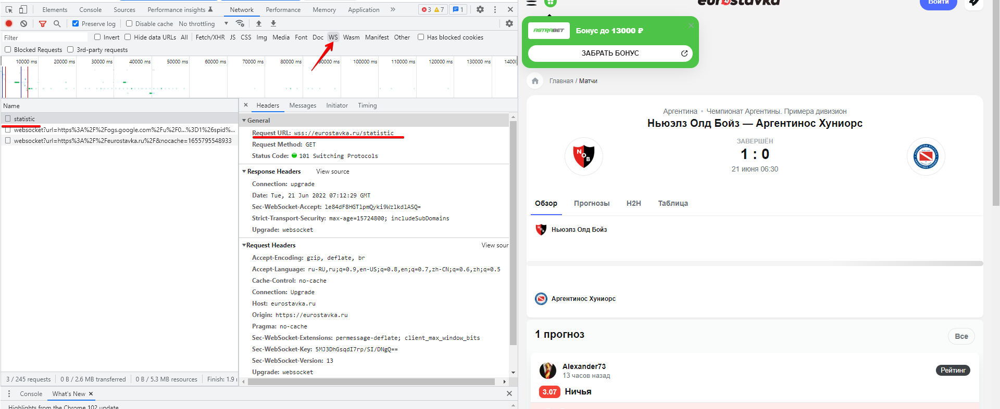 Elements Console Sources Performance insights Network Performance Memory Application » 3 7 1
Preserve log Disable cache No throttling
Filter Invert Hide data URLs All Fetch/XHR JS CSS Img Media Font Doc WS Wasm Manifest Other Has blocked cookies
Blocked Requests 3rd-party requests
10000 ms 20000 ms 30000 ms 40000 ms 50000 ms 60000 ms 70000 ms 80000 ms 90000 ms 100000 ms 110000 ms 120000 ms 130000 ms 14000
Name
statistic
websocket?url=https%3A%2F%2Fogs.google.com%2Fu%2F0...%3D1%26spid%...
websocket?url=https%3A%2F%2Feurostavka.ru%2F&nocache=1655795548933
3 / 245 requests 0 B / 2.6 MB transferred 0 B / 5.3 MB resources Finish: 1.9
× Headers Messages Initiator Timing
General
Request URL: wss://eurostavka.ru/statistic
Request Method: GET
Status Code: 101 Switching Protocols
Response Headers View source
Connection: upgrade
Date: Tue, 21 Jun 2022 07:12:29 GMT
Sec-WebSocket-Accept: le84dF8HGTlpmQyki9WzlkdlASQ=
Strict-Transport-Security: max-age=15724800; includeSubDomains
Upgrade: websocket
Request Headers View sour
Accept-Encoding: gzip, deflate, br
Accept-Language: ru-RU,ru;q=0.9,en-US;q=0.8,en;q=0.7,zh-CN;q=0.6,zh;q=0.5
Cache-Control: no-cache
Connection: Upgrade
Host: eurostavka.ru
Origin: https://eurostavka.ru
Pragma: no-cache
Sec-WebSocket-Extensions: permessage-deflate; client_max_window_bits
Sec-WebSocket-Key: 5MJ3DhGsqdI7rp/SI/DNgQ==
Sec-WebSocket-Version: 13
Upgrade: websocket
Console What's New ×
Highlights from the Chrome 102 update
eurostavka
Войти
ASTRABET Бонус до 13000 ₽
ЗАБРАТЬ БОНУС
Главная / Матчи
Аргентина • Чемпионат Аргентины. Примера дивизион
Ньюэлз Олд Бойз — Аргентинос Хуниорс
ЗАВЕРШЁН
1 : 0
21 июня 06:30
NOB
Обзор Прогнозы H2H Таблица
Ньюэлз Олд Бойз
Аргентинос Хуниорс
1 прогноз
Все
Alexander73
13 часов назад
Рейтинг
3.07 Ничья